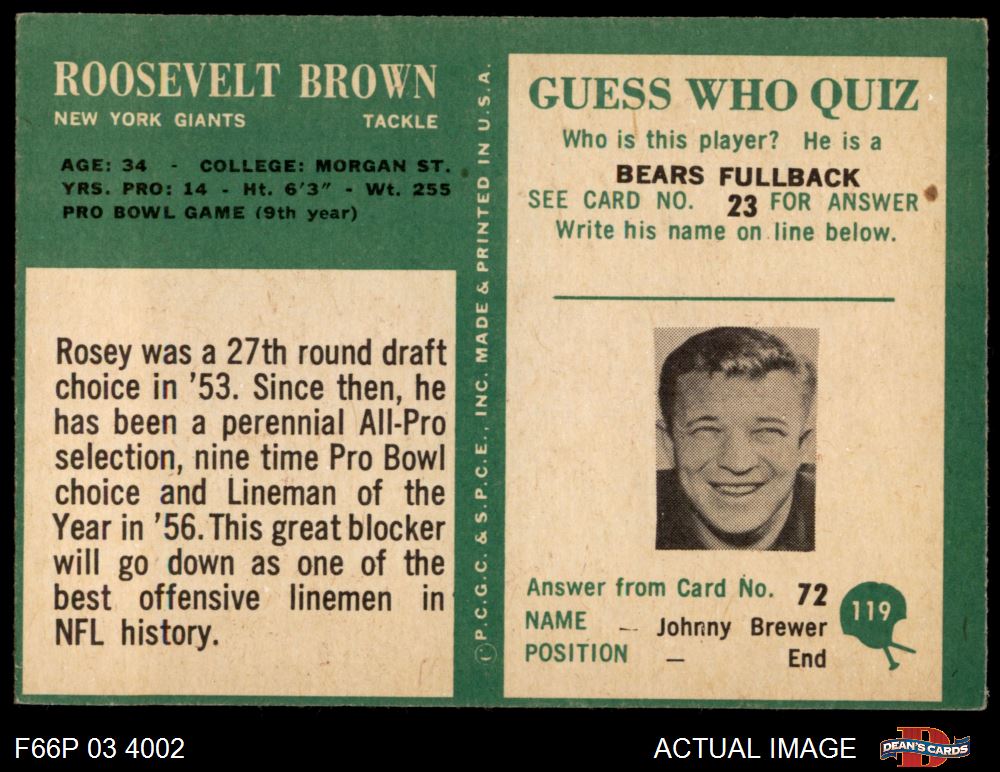 ROOSEVELT BROWN
NEW YORK GIANTS TACKLE
AGE: 34 - COLLEGE: MORGAN ST.
YRS. PRO: 14 - Ht. 6'3" - Wt. 255
PRO BOWL GAME (9th year)
Rosey was a 27th round draft
choice in '53. Since then, he
has been a perennial All-Pro
selection, nine time Pro Bowl
choice and Lineman of the
Year in '56. This great blocker
will go down as one of the
best offensive linemen in
NFL history.
© P.C.G.C. & S.P.C.E., INC. MADE & PRINTED IN U.S.A.
GUESS WHO QUIZ
Who is this player? He is a
BEARS FULLBACK
SEE CARD NO. 23 FOR ANSWER
Write his name on line below.
Answer from Card No. 72
NAME — Johnny Brewer
POSITION — End
119
F66P 03 4002
ACTUAL IMAGE
D
DEAN'S CARDS